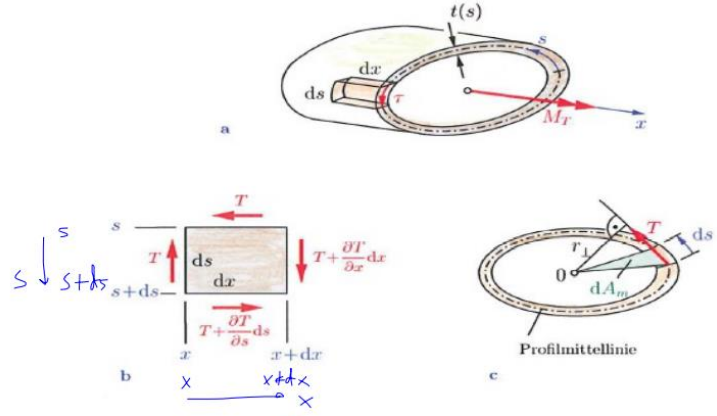 t(s)
s
dx
ds
τ
M_T
x
a
T
s
T
ds
dx
T + ∂T/∂x dx
s+ds
T + ∂T/∂s ds
x
x+dx
b
s
s
s+ds
x
x+dx
x
T
ds
r⊥
0
dA_m
Profilmittellinie
c